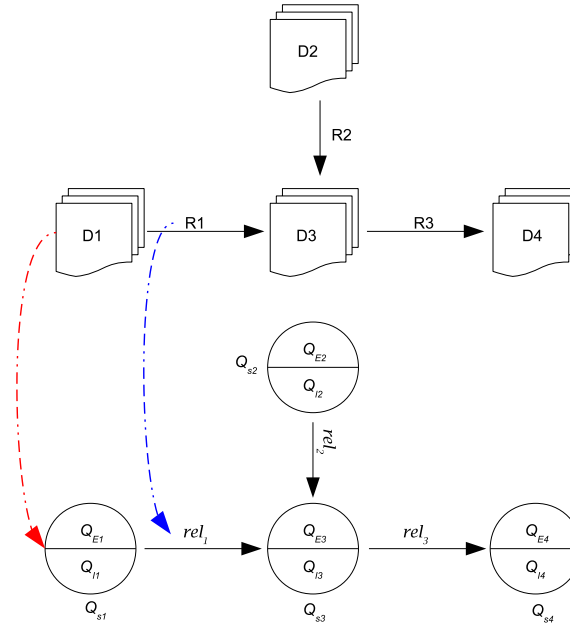 D2
R2
D1
R1
D3
R3
D4
Q_E2
Q_s2
Q_I2
rel_2
Q_E1
rel_1
Q_E3
rel_3
Q_E4
Q_I1
Q_I3
Q_I4
Q_s1
Q_s3
Q_s4